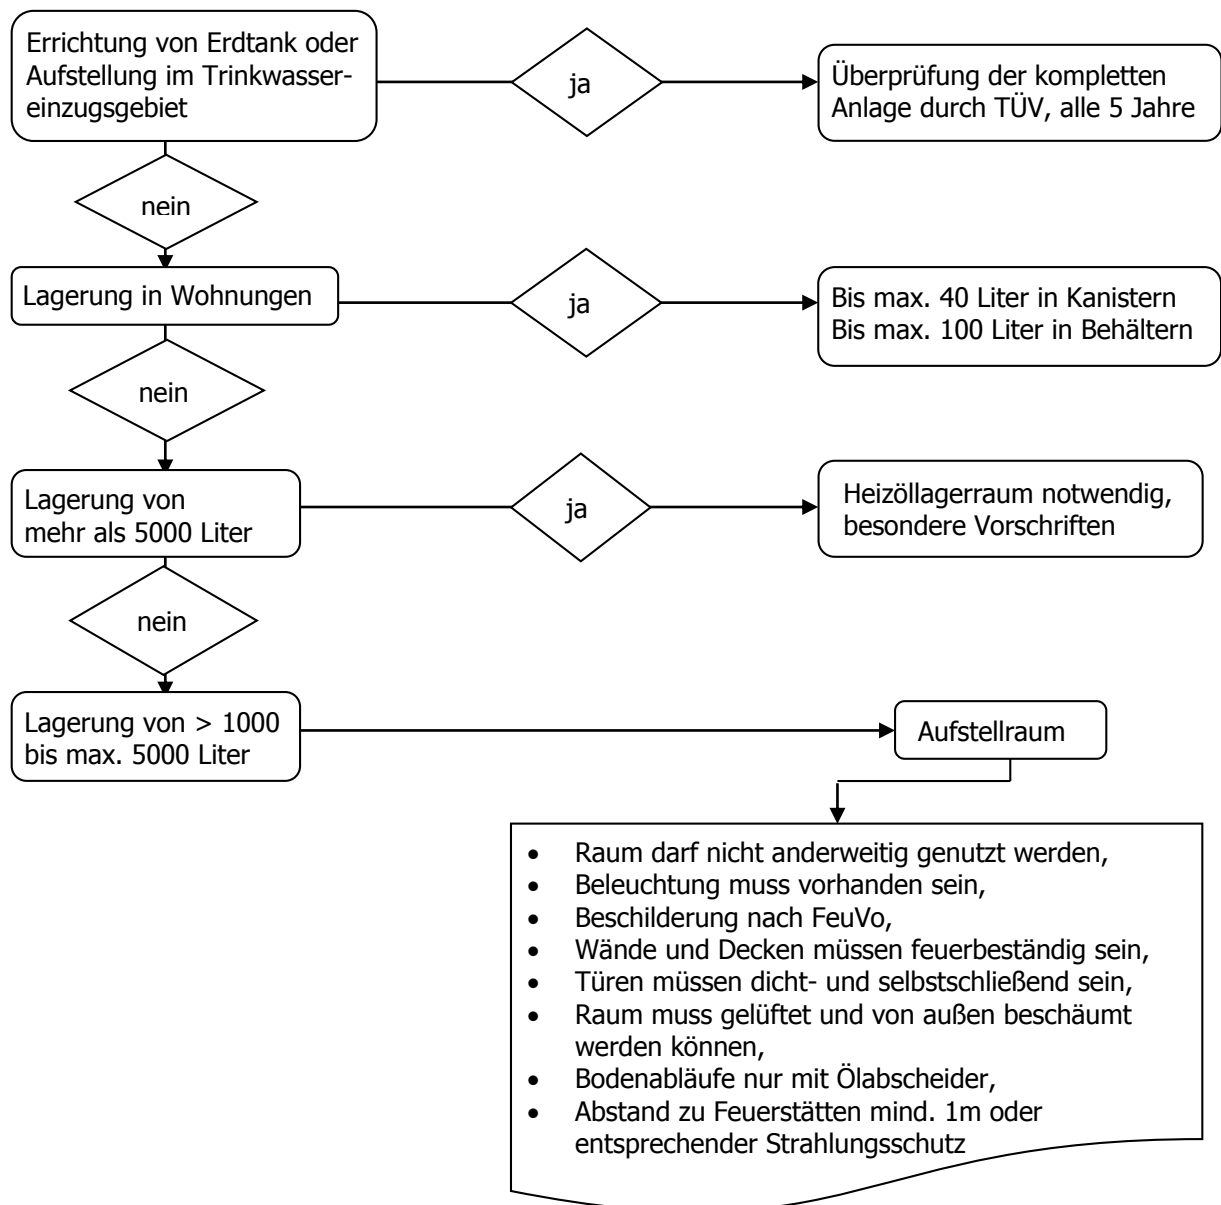 Errichtung von Erdtank oder
Aufstellung im Trinkwasser-
einzugsgebiet
ja
Überprüfung der kompletten
Anlage durch TÜV, alle 5 Jahre
nein
Lagerung in Wohnungen
ja
Bis max. 40 Liter in Kanistern
Bis max. 100 Liter in Behältern
nein
Lagerung von
mehr als 5000 Liter
ja
Heizöllagerraum notwendig,
besondere Vorschriften
nein
Lagerung von > 1000
bis max. 5000 Liter
Aufstellraum
• Raum darf nicht anderweitig genutzt werden,
• Beleuchtung muss vorhanden sein,
• Beschilderung nach FeuVo,
• Wände und Decken müssen feuerbeständig sein,
• Türen müssen dicht- und selbstschließend sein,
• Raum muss gelüftet und von außen beschäumt
werden können,
• Bodenabläufe nur mit Ölabscheider,
• Abstand zu Feuerstätten mind. 1m oder
entsprechender Strahlungsschutz